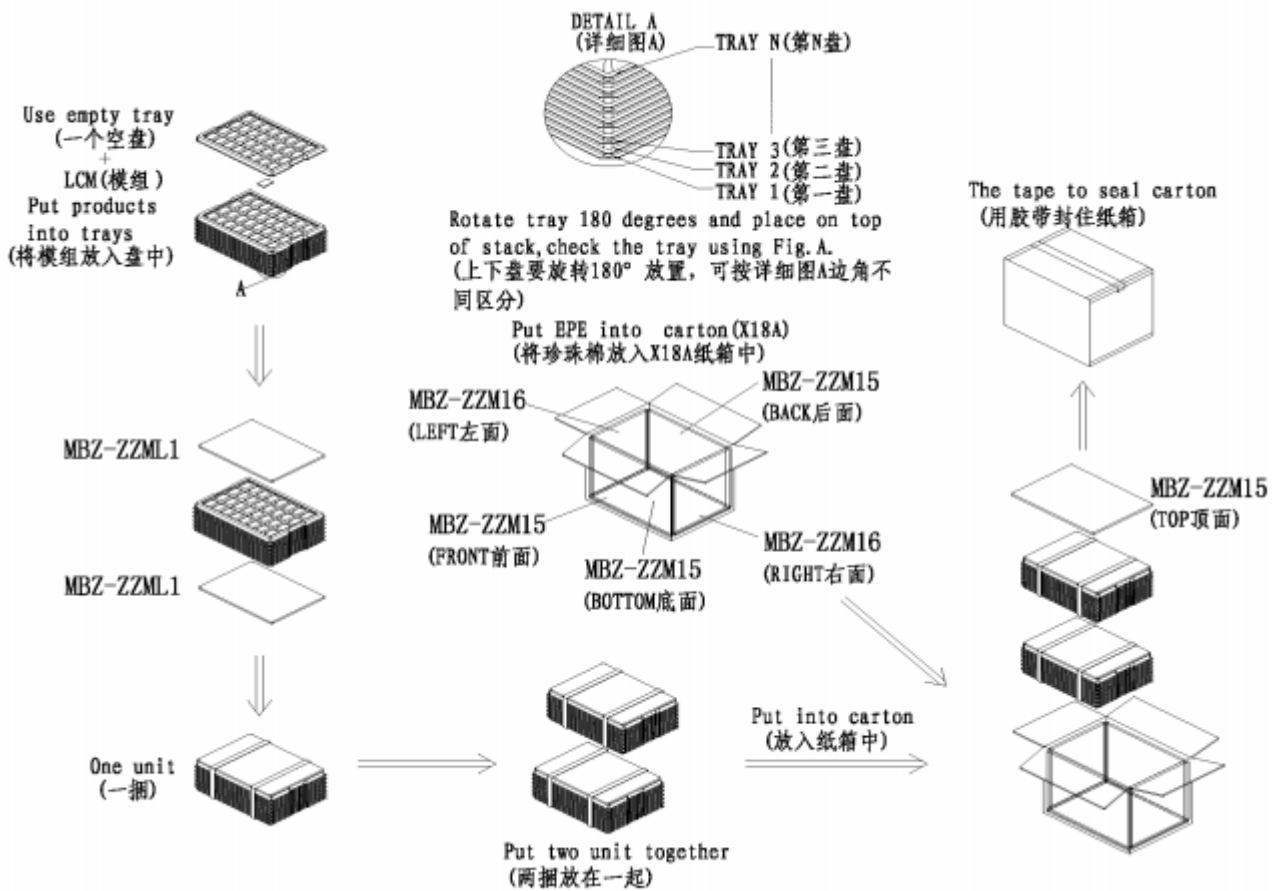 DETAIL A
(详细图A)
TRAY N(第N盘)
TRAY 3(第三盘)
TRAY 2(第二盘)
TRAY 1(第一盘)
Use empty tray
(一个空盘)
+
LCM(模组)
Put products
into trays
(将模组放入盘中)
A
Rotate tray 180 degrees and place on top
of stack,check the tray using Fig.A.
(上下盘要旋转180° 放置, 可按详细图A边角不
同区分)
Put EPE into carton(X18A)
(将珍珠棉放入X18A纸箱中)
MBZ-ZZM16
(LEFT左面)
MBZ-ZZM15
(BACK后面)
MBZ-ZZM15
(FRONT前面)
MBZ-ZZM15
(BOTTOM底面)
MBZ-ZZM16
(RIGHT右面)
MBZ-ZZML1
MBZ-ZZML1
One unit
(一捆)
Put two unit together
(两捆放在一起)
Put into carton
(放入纸箱中)
MBZ-ZZM15
(TOP顶面)
The tape to seal carton
(用胶带封住纸箱)